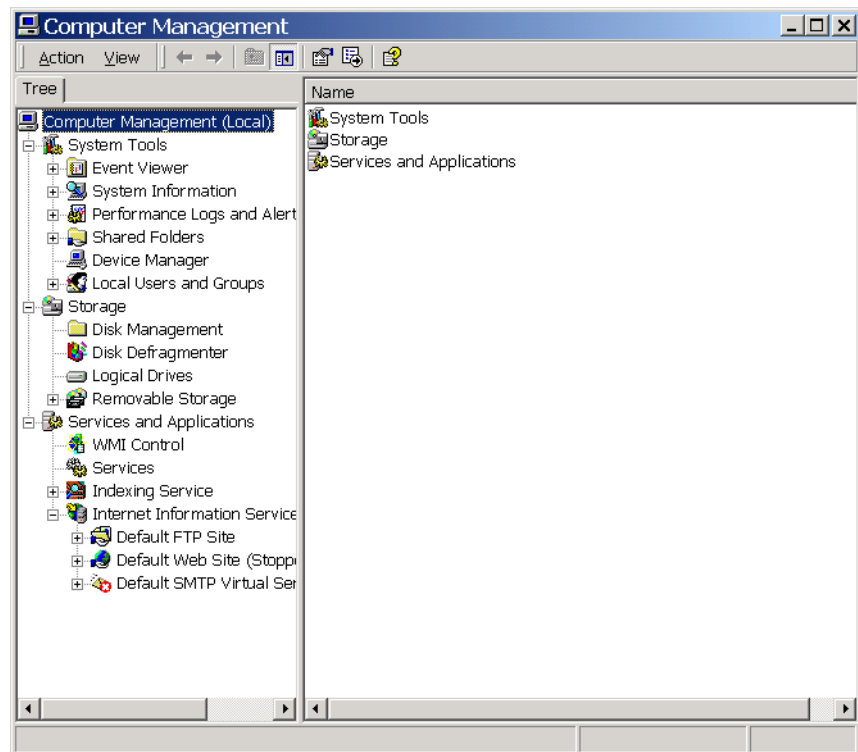 Computer Management
Action View
Tree
Name
Computer Management (Local)
System Tools
Event Viewer
System Information
Performance Logs and Alert
Shared Folders
Device Manager
Local Users and Groups
Storage
Disk Management
Disk Defragmenter
Logical Drives
Removable Storage
Services and Applications
WMI Control
Services
Indexing Service
Internet Information Service
Default FTP Site
Default Web Site (Stopp
Default SMTP Virtual Ser
System Tools
Storage
Services and Applications